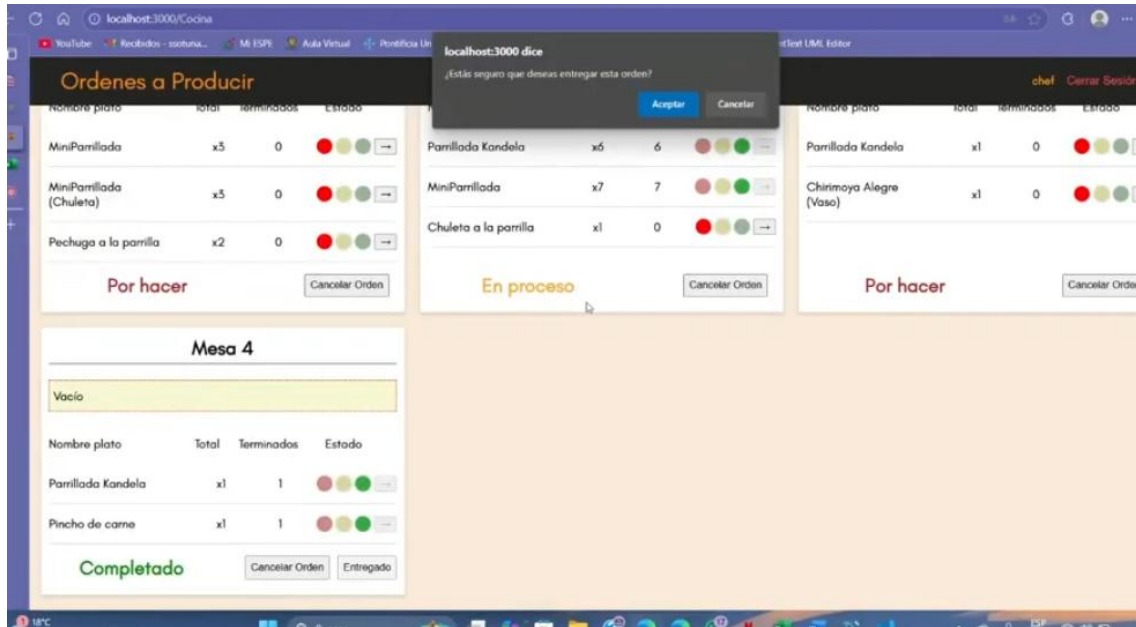 localhost:3000/Cocina
YouTube Recibidos - ssotuna... Mi ESPE Aula Virtual Pontificia Un
tText UML Editor
localhost:3000 dice
¿Estás seguro que deseas entregar esta orden?
Aceptar Cancelar
Ordenes a Producir
chef Cerrar Sesión
Nombre plato Total Terminados Estado
MiniParrillada x3 0 →
MiniParrillada
(Chuleta) x3 0 →
Pechuga a la parrilla x2 0 →
Por hacer Cancelar Orden
Parrillada Kandela x6 6 →
MiniParrillada x7 7 →
Chuleta a la parrilla x1 0 →
En proceso Cancelar Orden
Nombre plato Total Terminados Estado
Parrillada Kandela x1 0
Chirimoya Alegre
(Vaso) x1 0
Por hacer Cancelar Orde
Mesa 4
Vacío
Nombre plato Total Terminados Estado
Parrillada Kandela x1 1 →
Pincho de carne x1 1 →
Completado Cancelar Orden Entregado
18°C
ESP